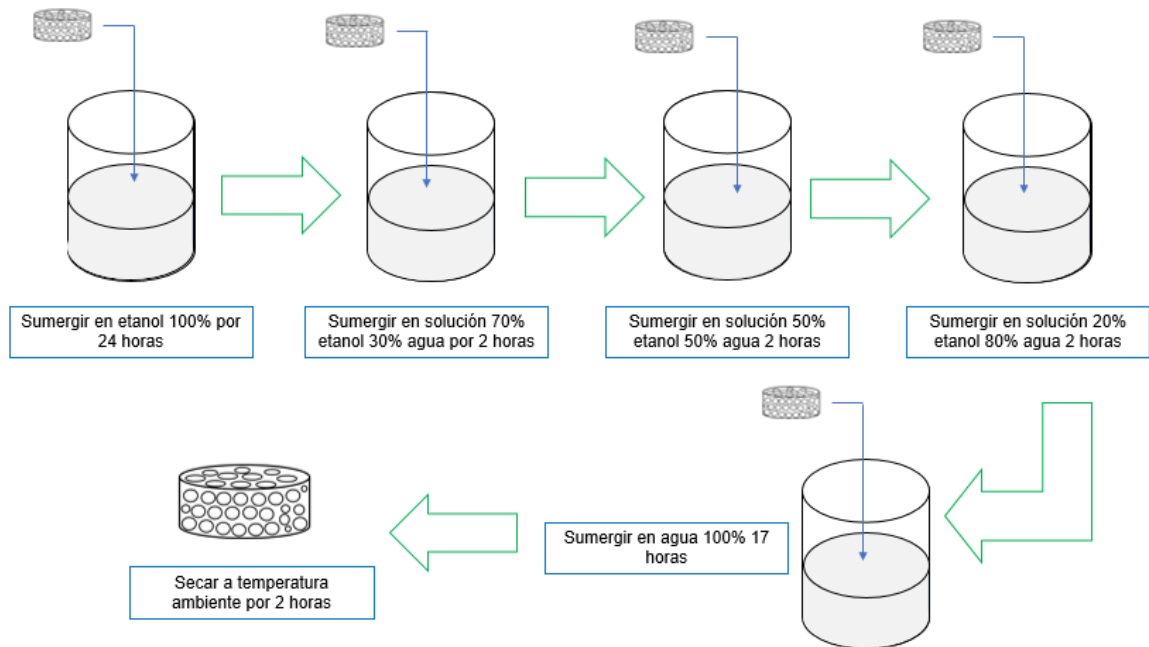 Sumergir en etanol 100% por
24 horas
Sumergir en solución 70%
etanol 30% agua por 2 horas
Sumergir en solución 50%
etanol 50% agua 2 horas
Sumergir en solución 20%
etanol 80% agua 2 horas
Sumergir en agua 100% 17
horas
Secar a temperatura
ambiente por 2 horas